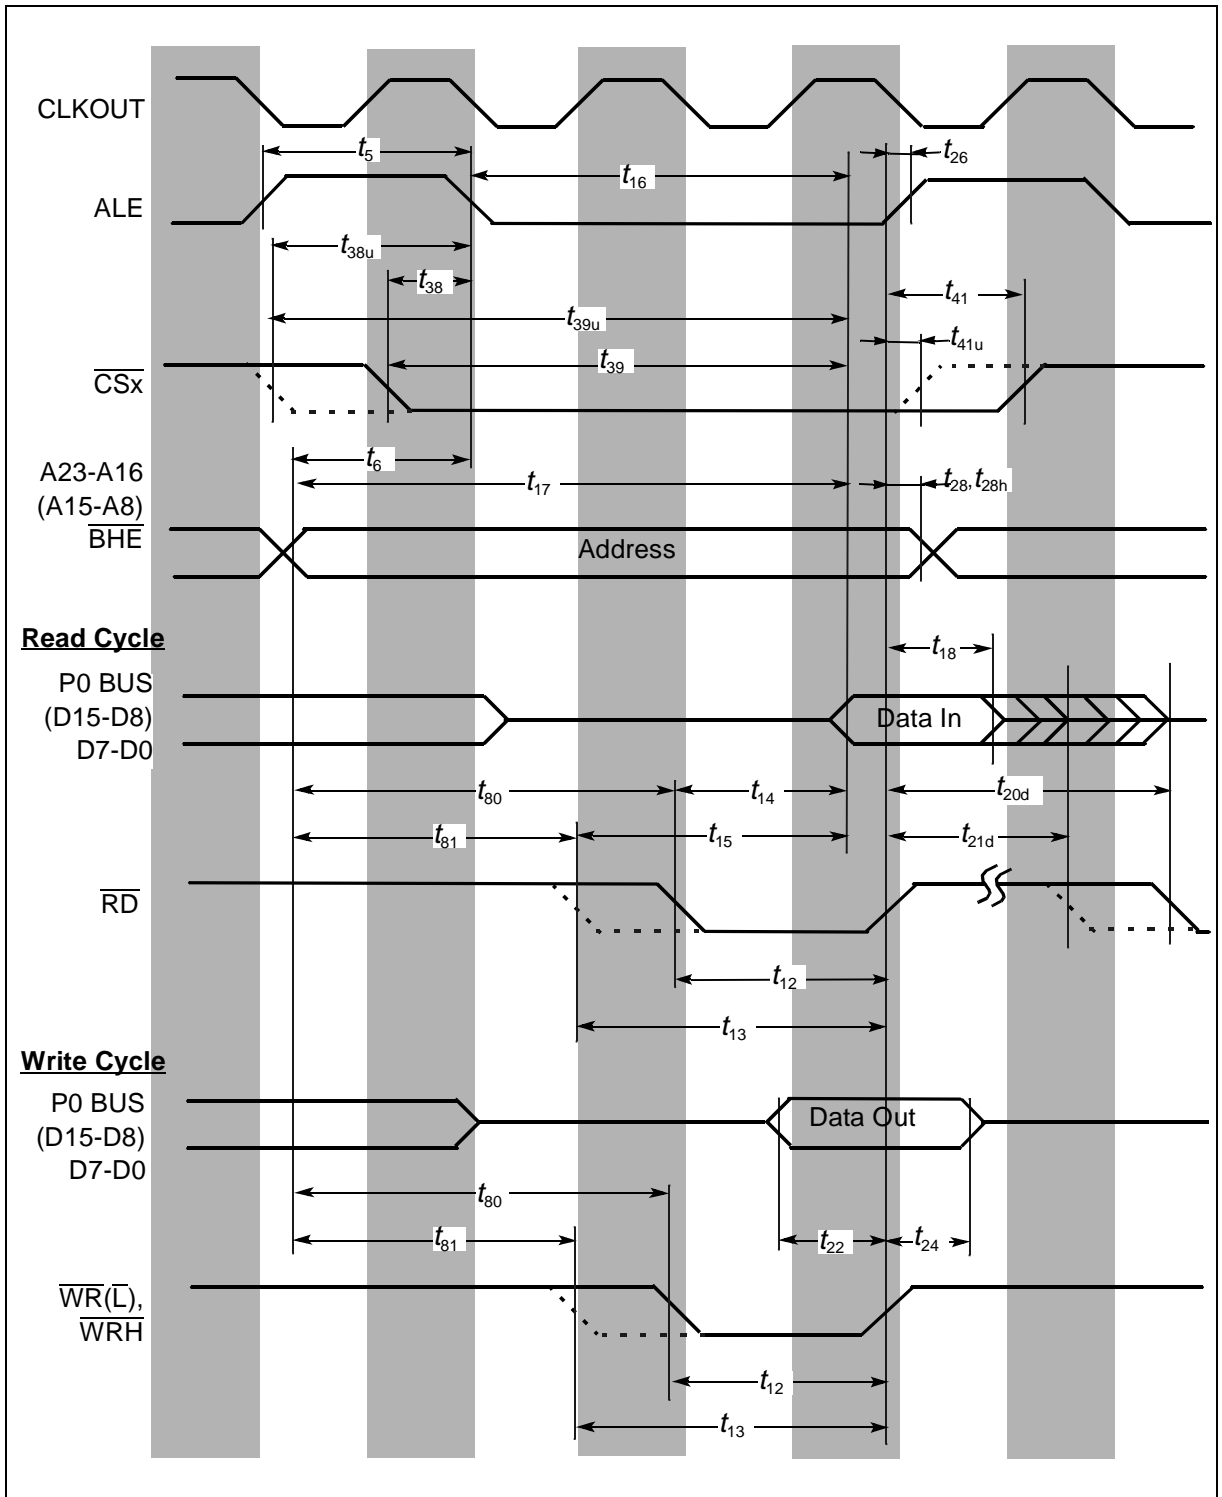 CLKOUT
t5
t26
t16
ALE
t38u
t38
t41
t39u
t41u
t39
CSx
t6
A23-A16
t17
t28, t28h
(A15-A8)
BHE
Address
Read Cycle
t18
P0 BUS
(D15-D8)
Data In
D7-D0
t80
t14
t20d
t81
t15
t21d
RD
t12
t13
Write Cycle
P0 BUS
(D15-D8)
Data Out
D7-D0
t80
t81
t22
t24
WR(L),
WRH
t12
t13